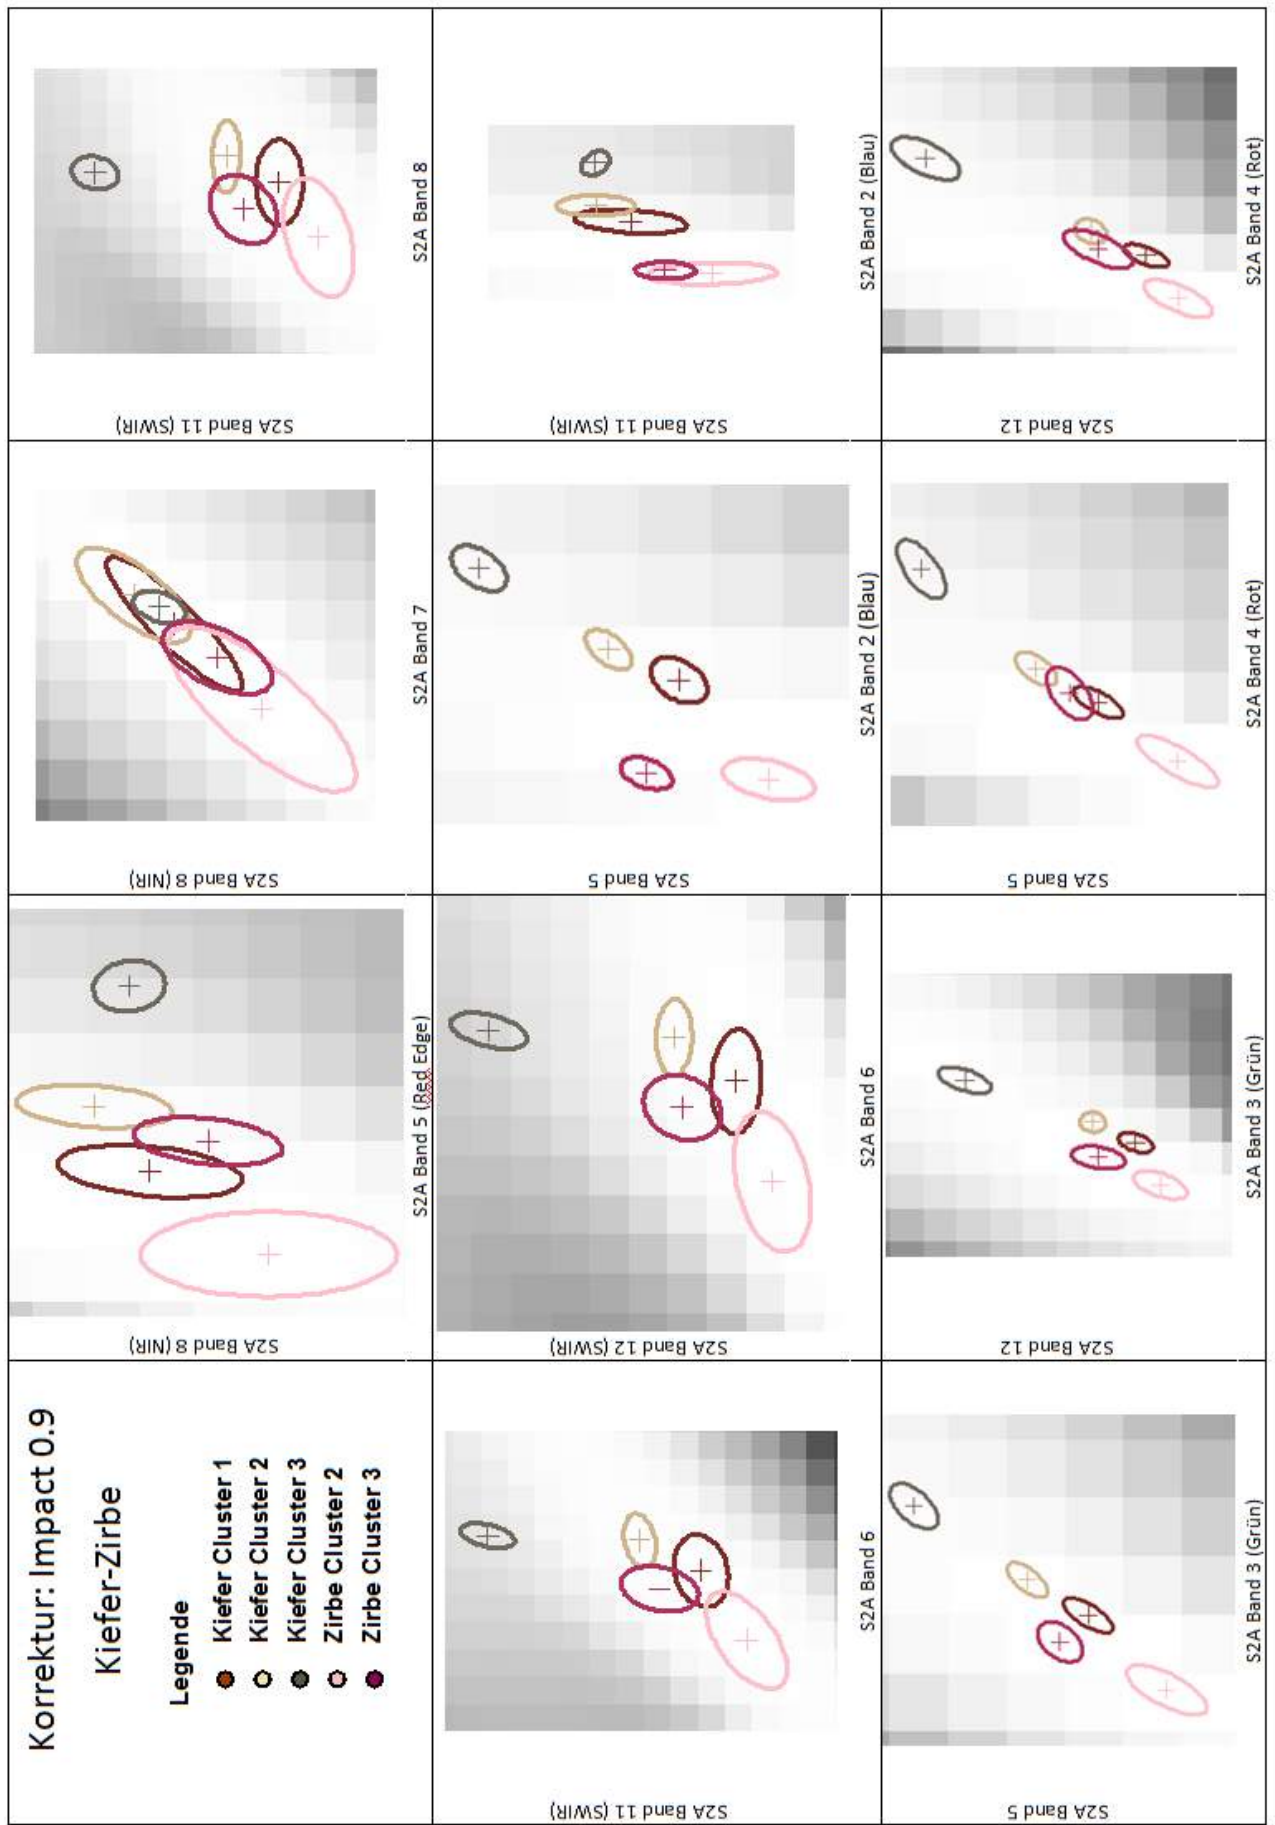 Korrektur: Impact 0.9
Kiefer-Zirbe
Legende
Kiefer Cluster 1
Kiefer Cluster 2
Kiefer Cluster 3
Zirbe Cluster 2
Zirbe Cluster 3
S2A Band 8 (NIR)
S2A Band 5 (Red Edge)
S2A Band 8 (NIR)
S2A Band 7
S2A Band 11 (SWIR)
S2A Band 8
S2A Band 11 (SWIR)
S2A Band 6
S2A Band 12 (SWIR)
S2A Band 6
S2A Band 5
S2A Band 2 (Blau)
S2A Band 11 (SWIR)
S2A Band 2 (Blau)
S2A Band 5
S2A Band 3 (Grün)
S2A Band 12
S2A Band 3 (Grün)
S2A Band 5
S2A Band 4 (Rot)
S2A Band 12
S2A Band 4 (Rot)